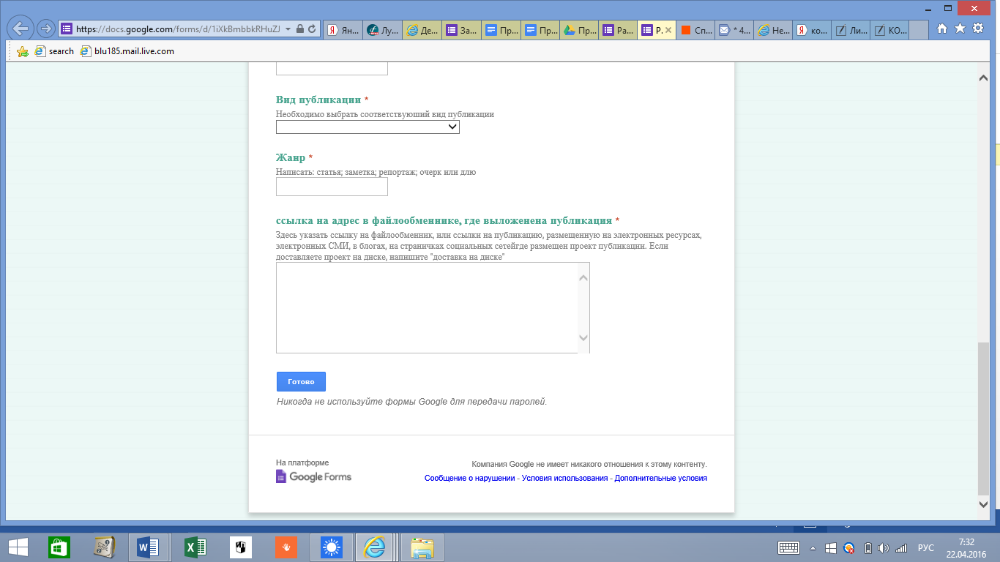 https://docs.google.com/forms/d/1iXkBmbbkRHuZJ
Ян...
Лу...
Де...
За...
Пр...
Пр...
Пр...
Ра...
Р.
Сп...
* 4...
Не...
ко...
Ли...
КО...
search
blu185.mail.live.com
Вид публикации *
Необходимо выбрать соответствуюший вид публикации
Жанр *
Написать: статья; заметка; репортаж; очерк или длю
ссылка на адрес в файлообменнике, где выложенена публикация *
Здесь указать ссылку на файлообменник, или ссылки на публикацию, размещенную на электронных ресурсах,
электронных СМИ, в блогах, на страничках социальных сетейгде размещен проект публикации. Если
доставляете проект на диске, напишите "доставка на диске"
Готово
Никогда не используйте формы Google для передачи паролей.
На платформе
Google Forms
Компания Google не имеет никакого отношения к этому контенту.
Сообщение о нарушении - Условия использования - Дополнительные условия
РУС
7:32
22.04.2016